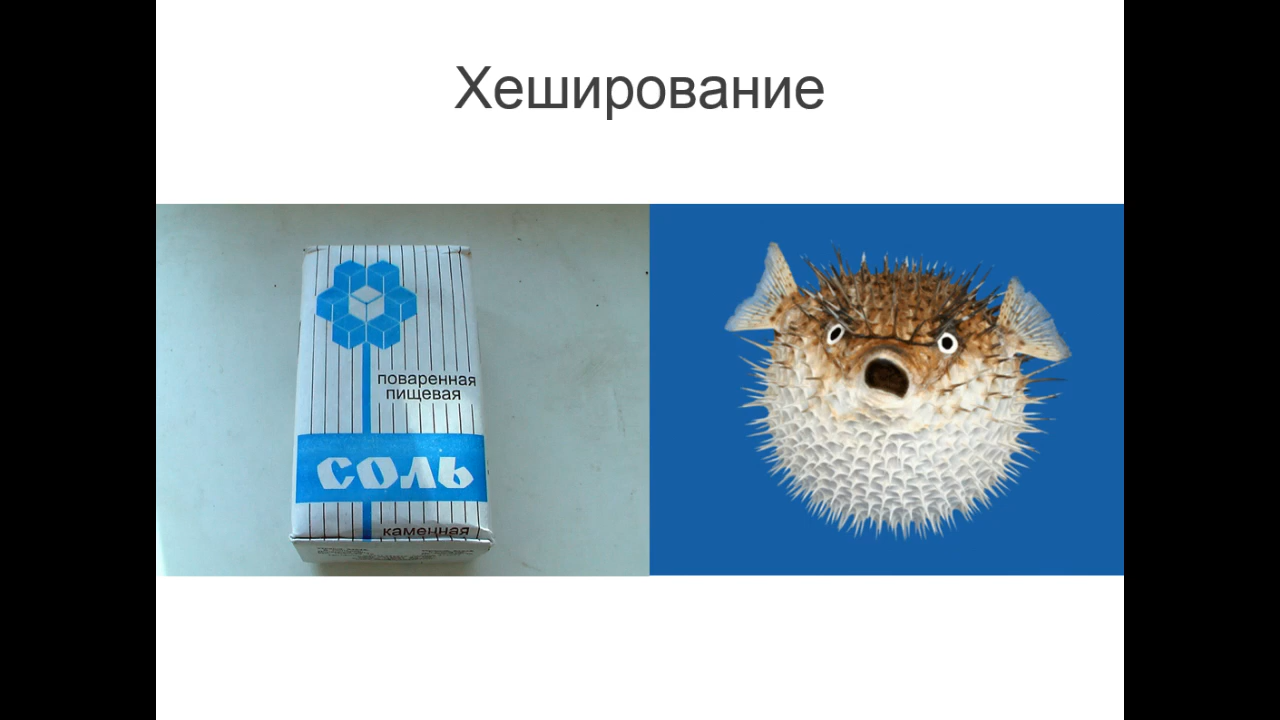 Хеширование
поваренная
пищевая
соль
каменная